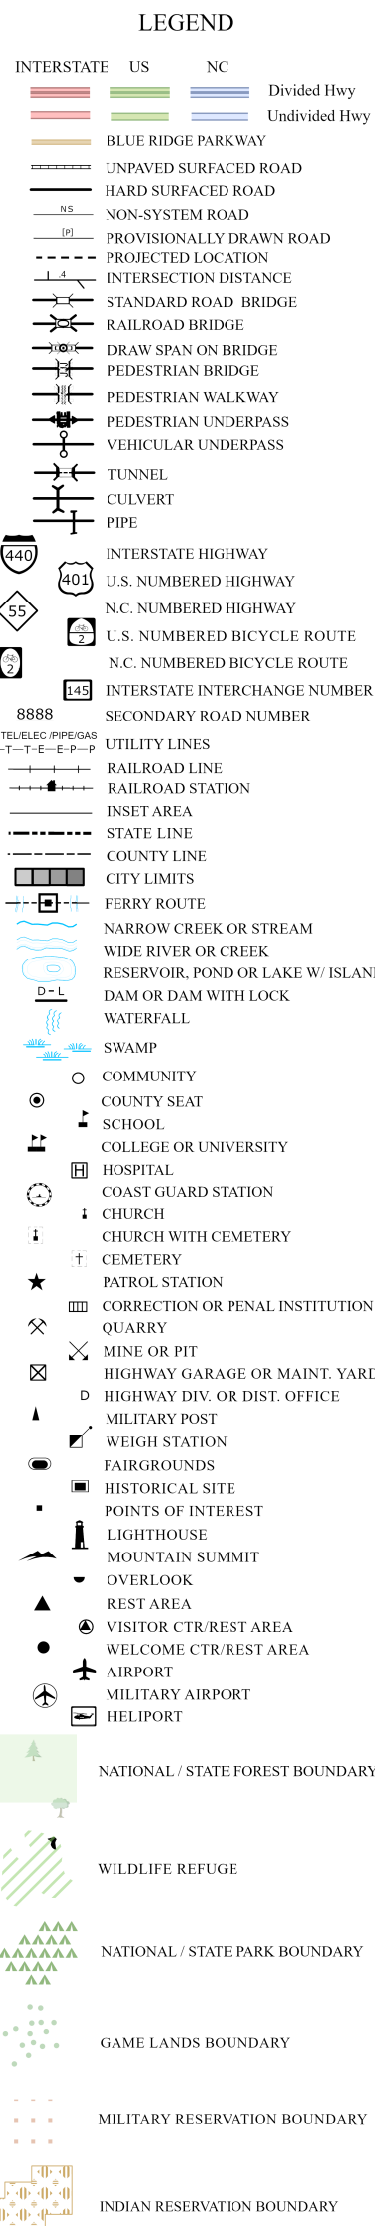 LEGEND
INTERSTATE US NC
Divided Hwy
Undivided Hwy
BLUE RIDGE PARKWAY
UNPAVED SURFACED ROAD
HARD SURFACED ROAD
NS NON-SYSTEM ROAD
[P] PROVISIONALLY DRAWN ROAD
PROJECTED LOCATION
.4 INTERSECTION DISTANCE
STANDARD ROAD BRIDGE
RAILROAD BRIDGE
DRAW SPAN ON BRIDGE
PEDESTRIAN BRIDGE
PEDESTRIAN WALKWAY
PEDESTRIAN UNDERPASS
VEHICULAR UNDERPASS
TUNNEL
CULVERT
PIPE
440 INTERSTATE HIGHWAY
401 U.S. NUMBERED HIGHWAY
55 N.C. NUMBERED HIGHWAY
2 U.S. NUMBERED BICYCLE ROUTE
2 N.C. NUMBERED BICYCLE ROUTE
145 INTERSTATE INTERCHANGE NUMBER
8888 SECONDARY ROAD NUMBER
TEL/ELEC /PIPE/GAS
—T—T—E—E—P—P UTILITY LINES
RAILROAD LINE
RAILROAD STATION
INSET AREA
STATE LINE
COUNTY LINE
CITY LIMITS
FERRY ROUTE
NARROW CREEK OR STREAM
WIDE RIVER OR CREEK
RESERVOIR, POND OR LAKE W/ ISLAN
D - L DAM OR DAM WITH LOCK
WATERFALL
SWAMP
COMMUNITY
COUNTY SEAT
SCHOOL
COLLEGE OR UNIVERSITY
H HOSPITAL
COAST GUARD STATION
CHURCH
CHURCH WITH CEMETERY
CEMETERY
PATROL STATION
CORRECTION OR PENAL INSTITUTION
QUARRY
MINE OR PIT
HIGHWAY GARAGE OR MAINT. YARD
D HIGHWAY DIV. OR DIST. OFFICE
MILITARY POST
WEIGH STATION
FAIRGROUNDS
HISTORICAL SITE
POINTS OF INTEREST
LIGHTHOUSE
MOUNTAIN SUMMIT
OVERLOOK
REST AREA
VISITOR CTR/REST AREA
WELCOME CTR/REST AREA
AIRPORT
MILITARY AIRPORT
HELIPORT
NATIONAL / STATE FOREST BOUNDARY
WILDLIFE REFUGE
NATIONAL / STATE PARK BOUNDARY
GAME LANDS BOUNDARY
MILITARY RESERVATION BOUNDARY
INDIAN RESERVATION BOUNDARY